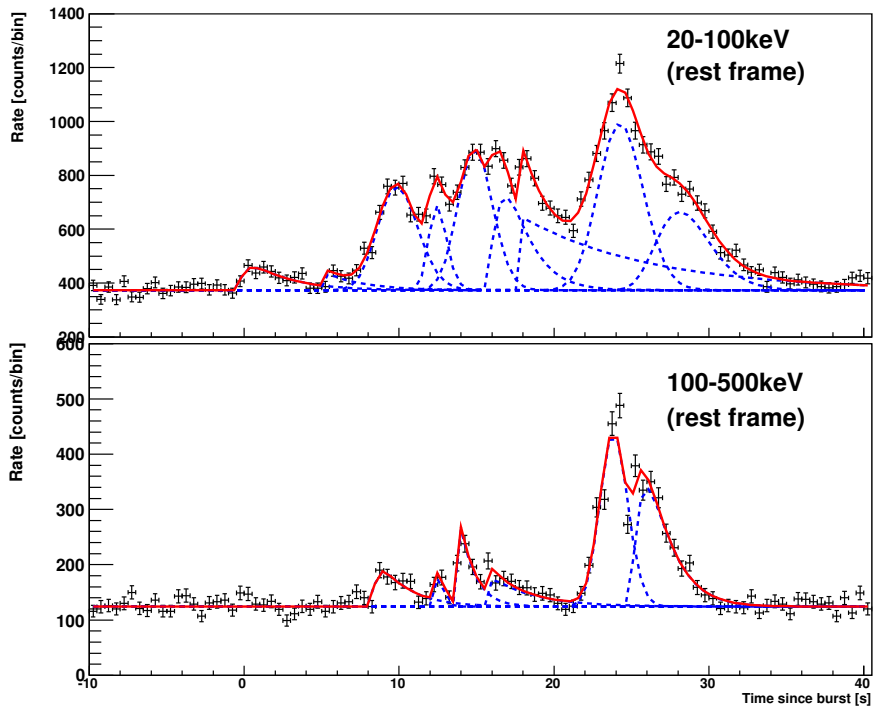 1400
1200
1000
800
600
400
200
Rate [counts/bin]
20-100keV
(rest frame)
600
500
400
300
200
100
0
Rate [counts/bin]
100-500keV
(rest frame)
-10 0 10 20 30 40
Time since burst [s]